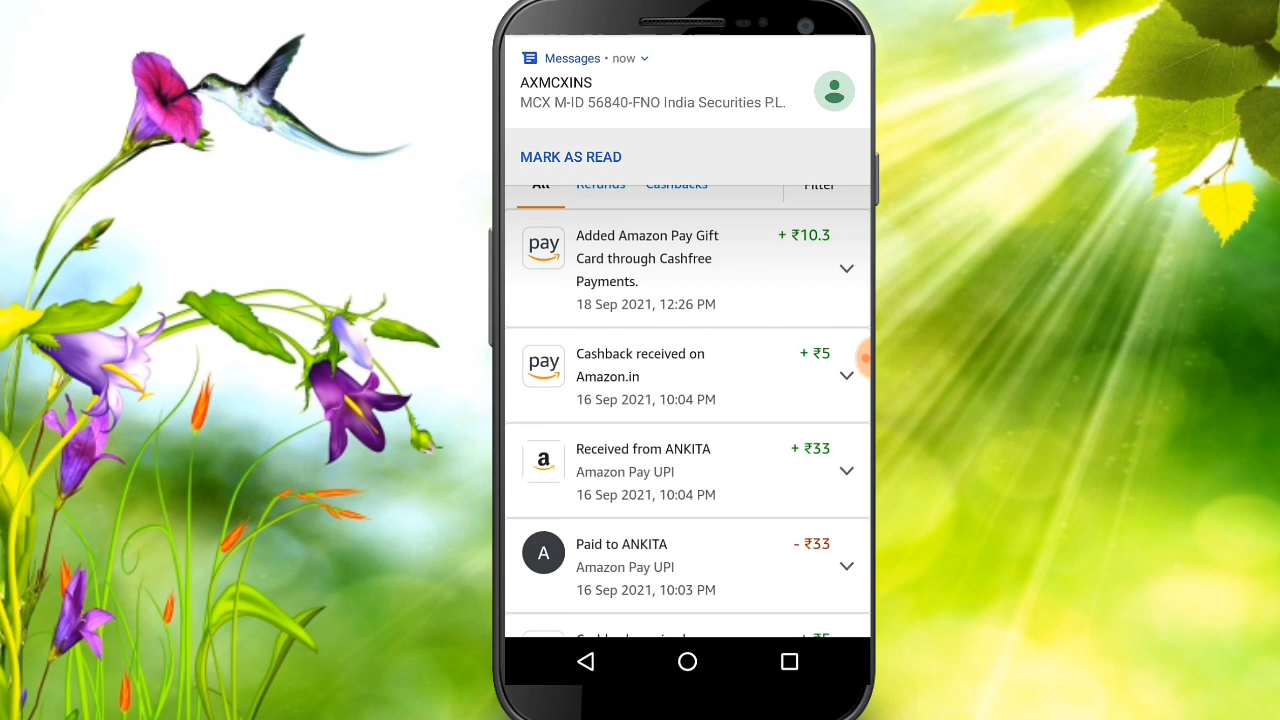 Messages • now
AXMCXINS
MCX M-ID 56840-FNO India Securities P.L.
MARK AS READ
All Refunds Cashbacks Filter
pay
Added Amazon Pay Gift + ₹10.3
Card through Cashfree
Payments.
18 Sep 2021, 12:26 PM
pay
Cashback received on + ₹5
Amazon.in
16 Sep 2021, 10:04 PM
a
Received from ANKITA + ₹33
Amazon Pay UPI
16 Sep 2021, 10:04 PM
A
Paid to ANKITA - ₹33
Amazon Pay UPI
16 Sep 2021, 10:03 PM
+ ₹5